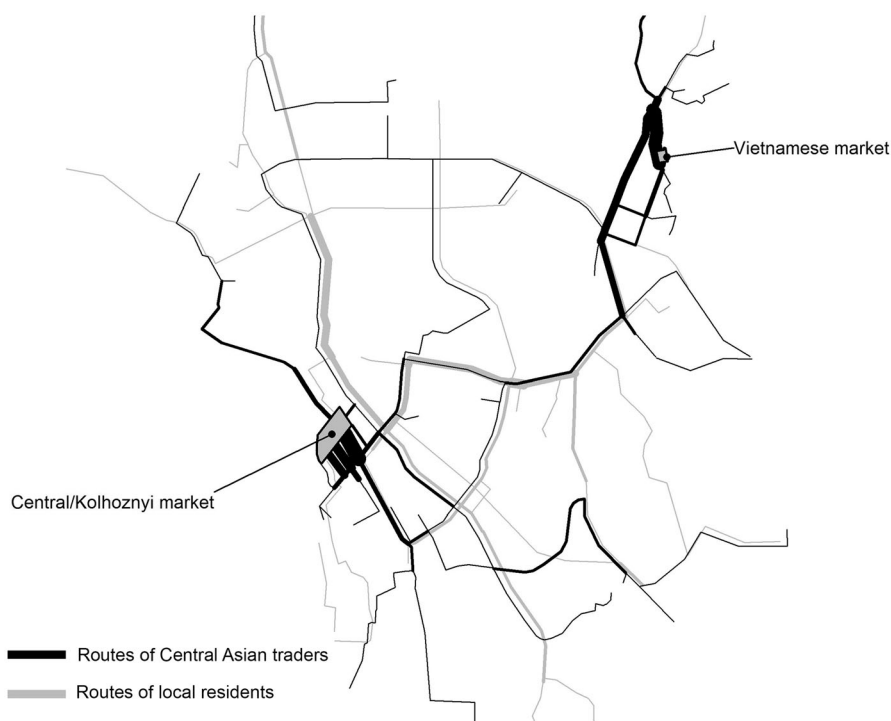 Vietnamese market
Central/Kolhoznyi market
Routes of Central Asian traders
Routes of local residents